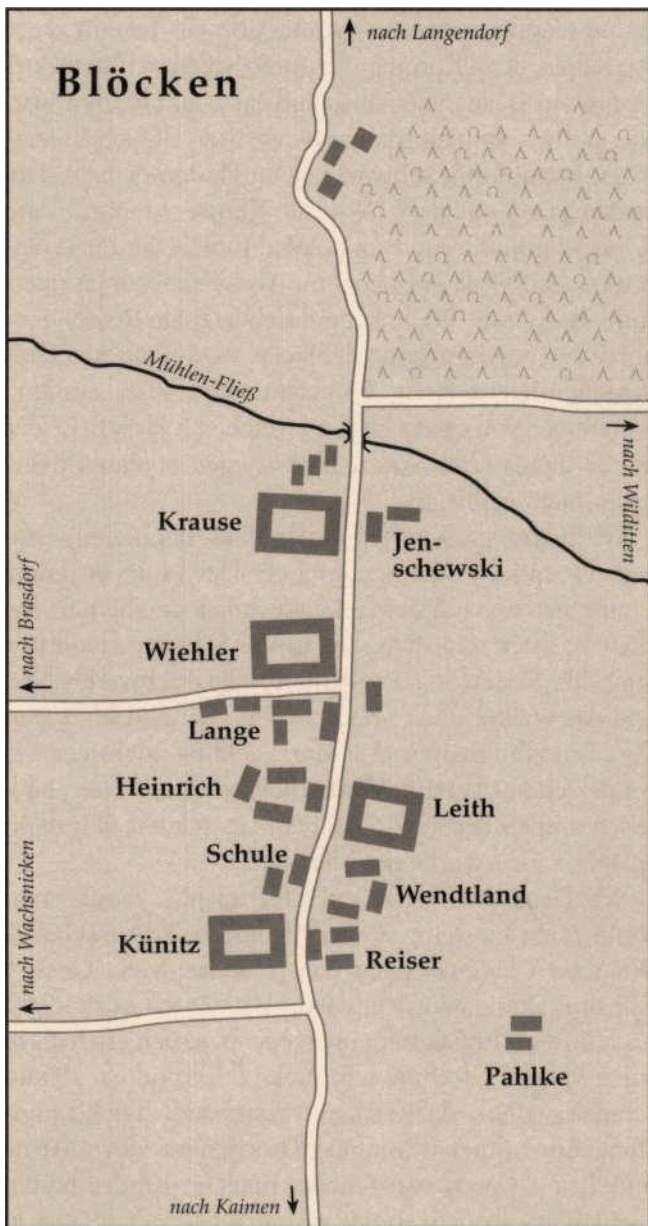 nach Langendorf
Blöcken
Mühlen-Fließ
nach Wilditten
Krause
Jen-
schewski
nach Brasdorf
Wiehler
Lange
Heinrich
Leith
Schule
Wendtland
nach Wachsnicken
Künitz
Reiser
Pahlke
nach Kaimen